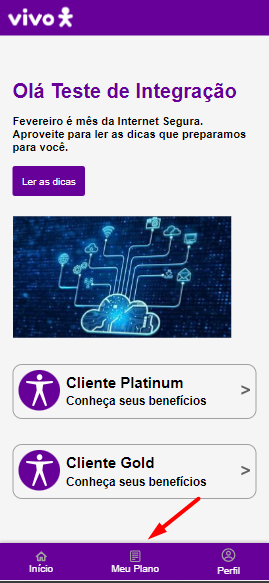 vivo
Olá Teste de Integração
Fevereiro é mês da Internet Segura.
Aproveite para ler as dicas que preparamos
para você.
Ler as dicas
Cliente Platinum
Conheça seus benefícios
>
Cliente Gold
Conheça seus benefícios
>
Início
Meu Plano
Perfil